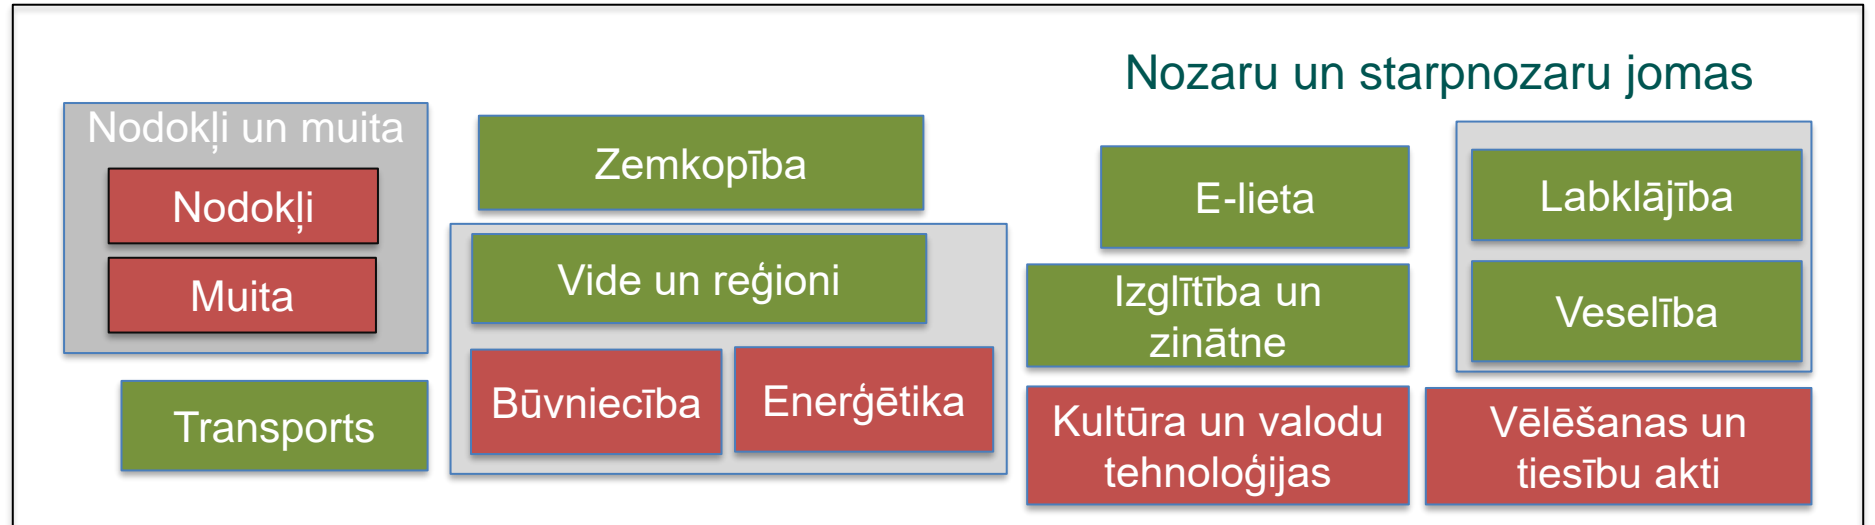 Nozaru un starpnozaru jomas
Nodokļi un muita
Nodokļi
Muita
Transports
Zemkopība
Vide un reģioni
Būvniecība
Enerģētika
E-lieta
Izglītība un
zinātne
Kultūra un valodu
tehnoloģijas
Labklājība
Veselība
Vēlēšanas un
tiesību akti